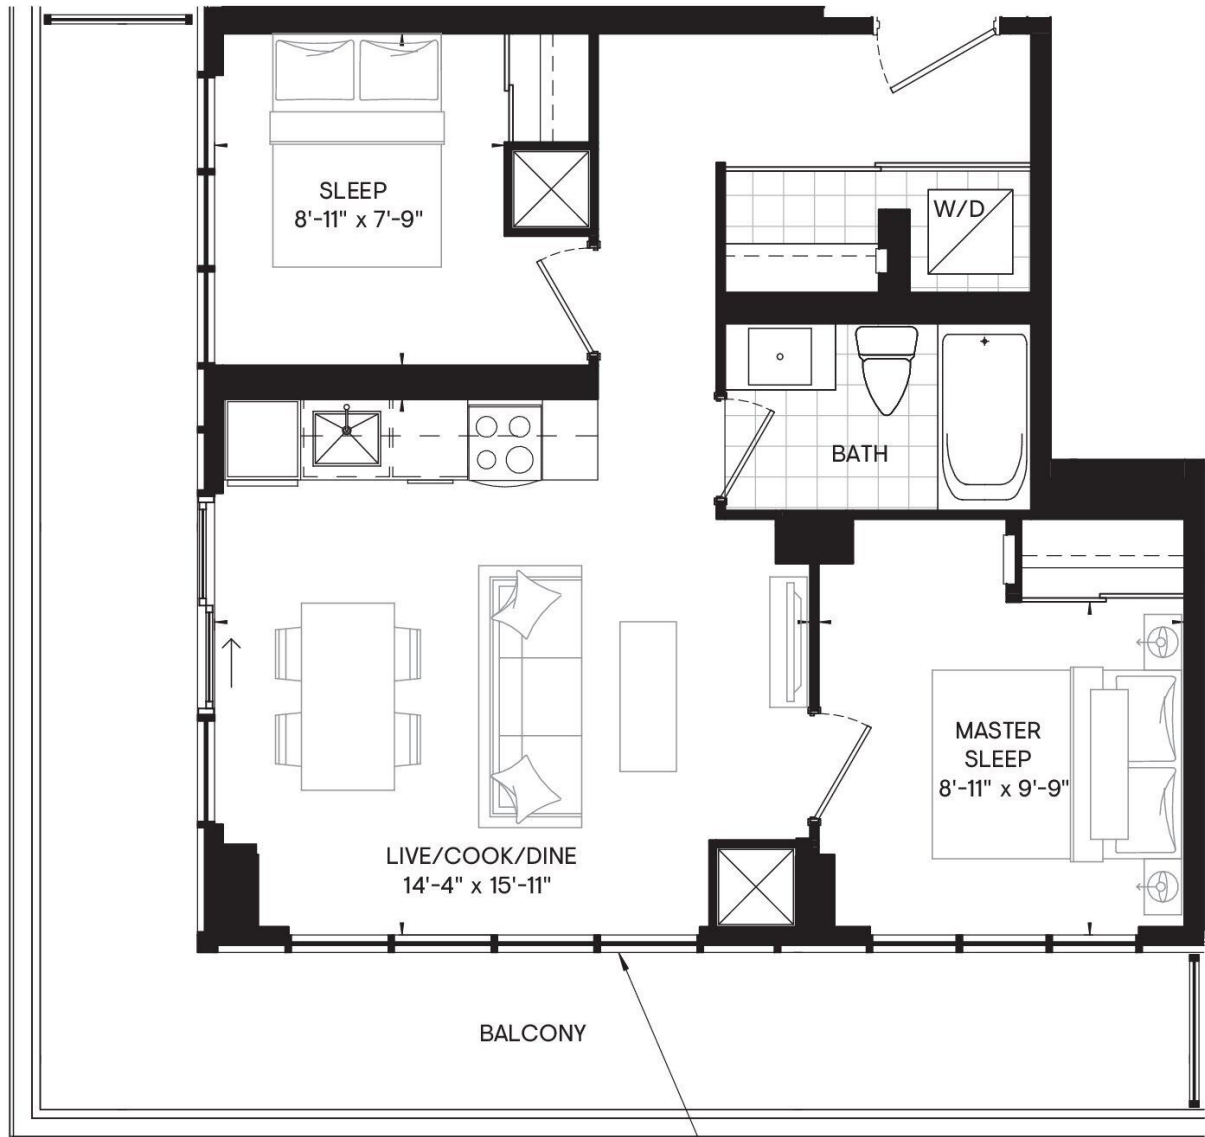 SLEEP
8'-11" x 7'-9"
W/D
BATH
MASTER
SLEEP
8'-11" x 9'-9"
LIVE/COOK/DINE
14'-4" x 15'-11"
BALCONY